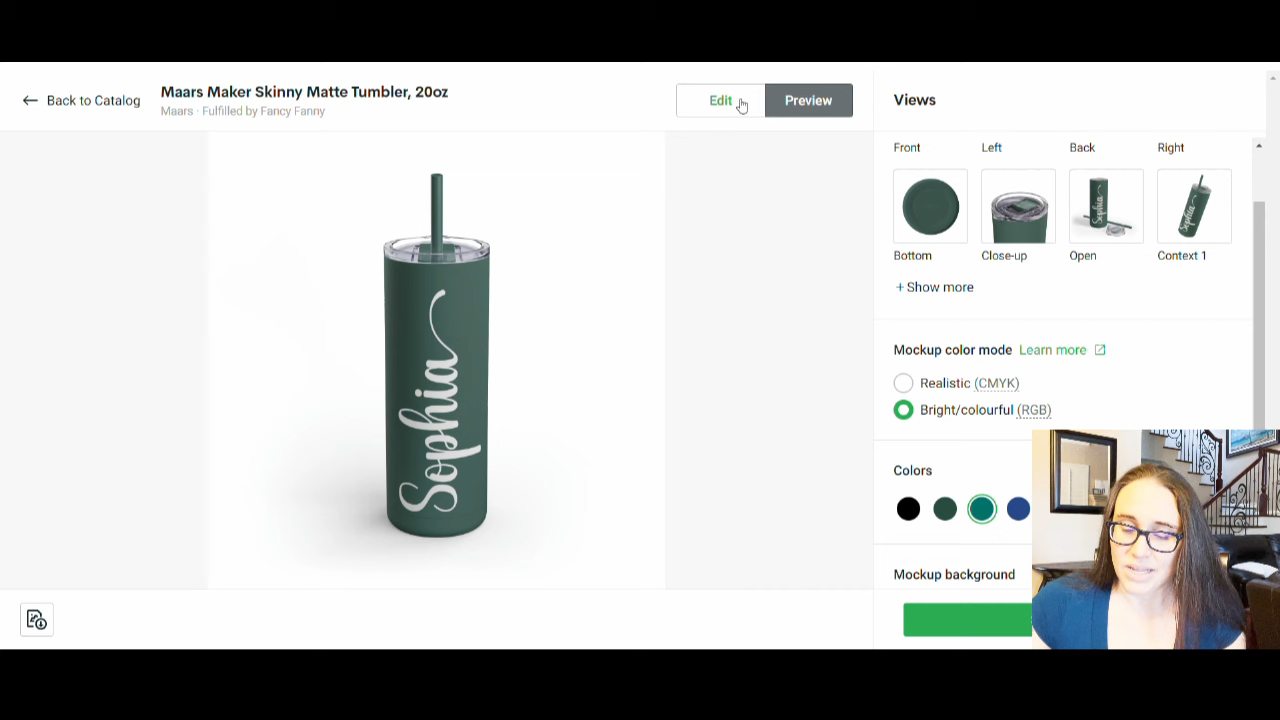 Back to Catalog
Maars Maker Skinny Matte Tumbler, 20oz
Maars · Fulfilled by Fancy Fanny
Edit
Preview
Sophia
Views
Front
Left
Back
Right
Sophia
Sophia
Bottom
Close-up
Open
Context 1
+ Show more
Mockup color mode Learn more
Realistic (CMYK)
Bright/colourful (RGB)
Colors
Mockup background